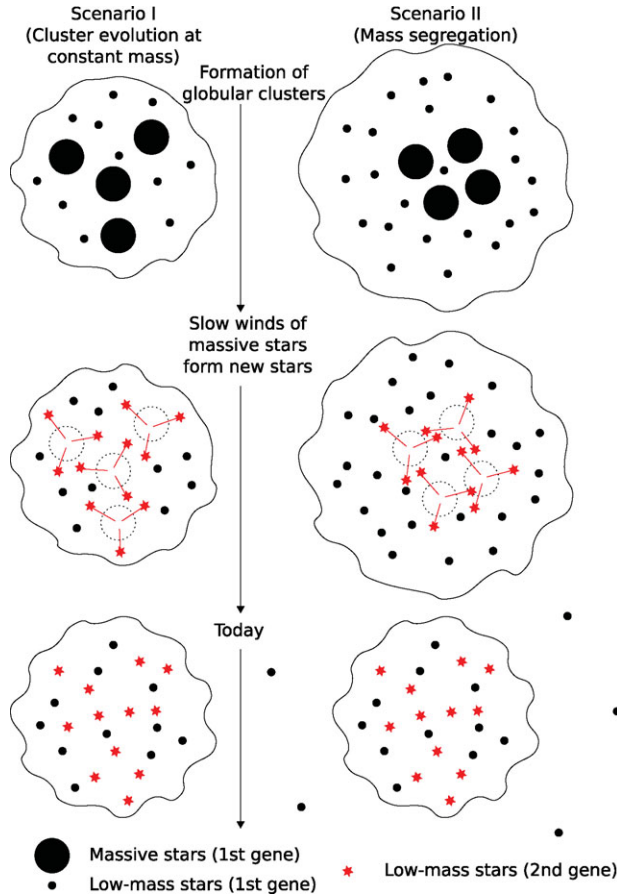 Scenario I
(Cluster evolution at
constant mass)
Scenario II
(Mass segregation)
Formation of
globular clusters
Slow winds of
massive stars
form new stars
Today
Massive stars (1st gene)
Low-mass stars (1st gene)
Low-mass stars (2nd gene)